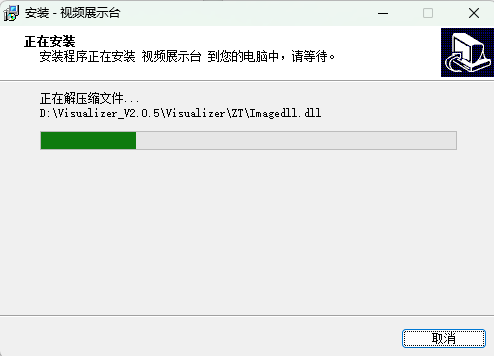 安装 - 视频展示台
正在安装
安装程序正在安装 视频展示台 到您的电脑中，请等待。
正在解压缩文件...
D:\Visualizer_V2.0.5\Visualizer\ZT\Imagedll.dll
取消